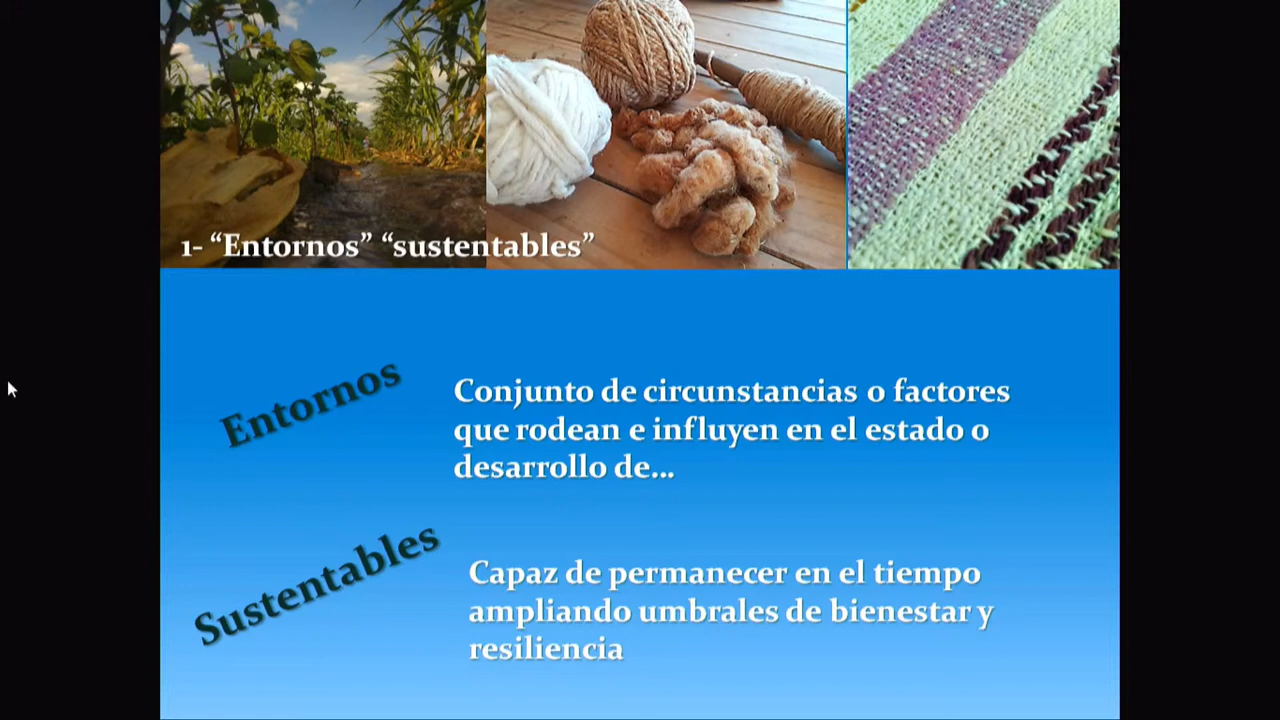 1- “Entornos” “sustentables”
Entornos
Conjunto de circunstancias o factores
que rodean e influyen en el estado o
desarrollo de...
Sustentables
Capaz de permanecer en el tiempo
ampliando umbrales de bienestar y
resiliencia